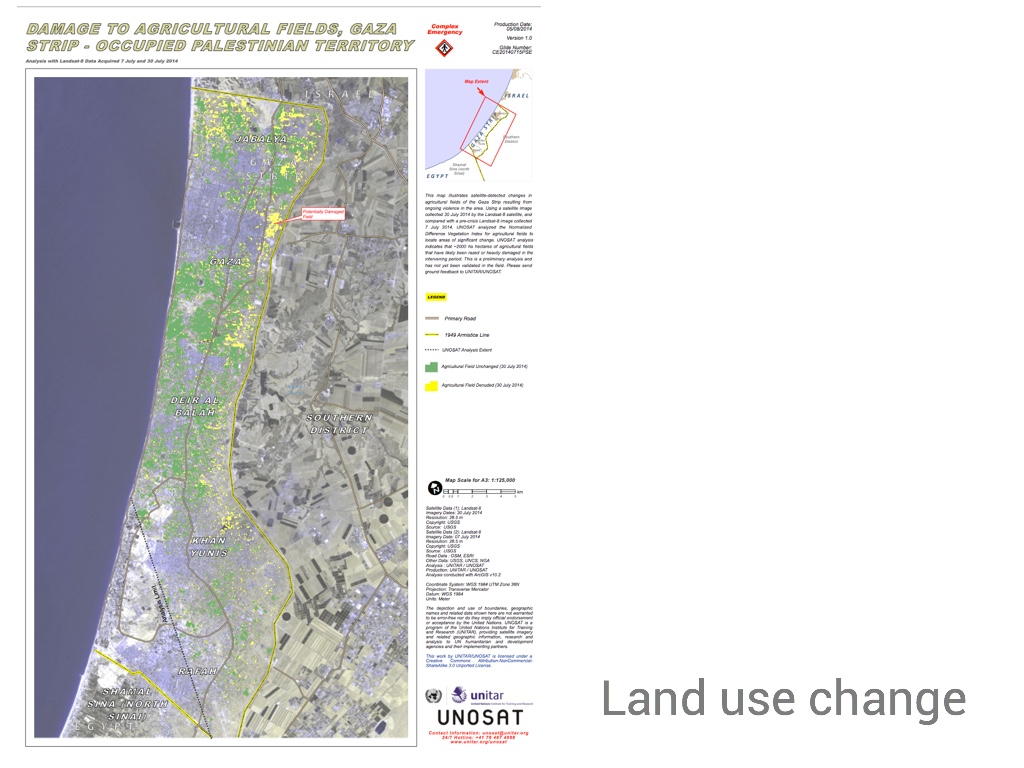 DAMAGE TO AGRICULTURAL FIELDS, GAZA
STRIP - OCCUPIED PALESTINIAN TERRITORY
Analysis with Landsat-8 Data Acquired 7 July and 30 July 2014
Complex
Emergency
Production Date:
05/08/2014
Version 1.0
Glide Number:
CE20140715PSE
ISRAEL
JABALYA
GAZA
STRIP
Potentially Damaged
Field
GAZA
DEIR AL
BALAH
SOUTHERN
DISTRICT
KHAN
YUNIS
Analysis Limit
RAFAH
SHAMAL
SINA (NORTH
SINAI)
EGYPT
Map Extent
ISRAEL
GAZA STRIP
Southern
District
Shamal
Sina (north
Sinai)
EGYPT
This map illustrates satellite-detected changes in
agricultural fields of the Gaza Strip resulting from
ongoing violence in the area. Using a satellite image
collected 30 July 2014 by the Landsat-8 satellite, and
compared with a pre-crisis Landsat-8 image collected
7 July 2014, UNOSAT analyzed the Normalized
Difference Vegetation Index for agricultural fields to
locate areas of significant change. UNOSAT analysis
indicates that ~2000 ha hectares of agricultural fields
that have likely been razed or heavily damaged in the
intervening period. This is a preliminary analysis and
has not yet been validated in the field. Please send
ground feedback to UNITAR/UNOSAT.
LEGEND
Primary Road
1949 Armistice Line
UNOSAT Analysis Extent
Agricultural Field Unchanged (30 July 2014)
Agricultural Field Denuded (30 July 2014)
Map Scale for A3: 1:125,000
km
Satellite Data (1): Landsat-8
Imagery Dates: 30 July 2014
Resolution: 28.5 m
Copyright: USGS
Source: USGS
Satellite Data (2): Landsat-8
Imagery Date: 07 July 2014
Resolution: 28.5 m
Copyright: USGS
Source: USGS
Road Data : OSM, ESRI
Other Data: USGS, UNCS, NGA
Analysis : UNITAR / UNOSAT
Production: UNITAR / UNOSAT
Analysis conducted with ArcGIS v10.2
Coordinate System: WGS 1984 UTM Zone 36N
Projection: Transverse Mercator
Datum: WGS 1984
Units: Meter
The depiction and use of boundaries, geographic
names and related data shown here are not warranted
to be error-free nor do they imply official endorsement
or acceptance by the United Nations. UNOSAT is a
program of the United Nations Institute for Training
and Research (UNITAR), providing satellite imagery
and related geographic information, research and
analysis to UN humanitarian and development
agencies and their implementing partners.
This work by UNITAR/UNOSAT is licensed under a
Creative Commons Attribution-NonCommercial-
ShareAlike 3.0 Unported License.
unitar
United Nations Institute for Training and Research
UNOSAT
Contact Information: unosat@unitar.org
24/7 Hotline: +41 76 487 4998
www.unitar.org/unosat
Land use change